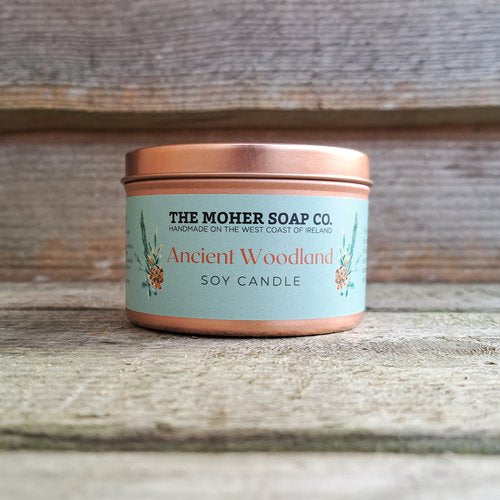 THE MOHER SOAP CO.
HANDMADE ON THE WEST COAST OF IRELAND
Ancient Woodland
SOY CANDLE